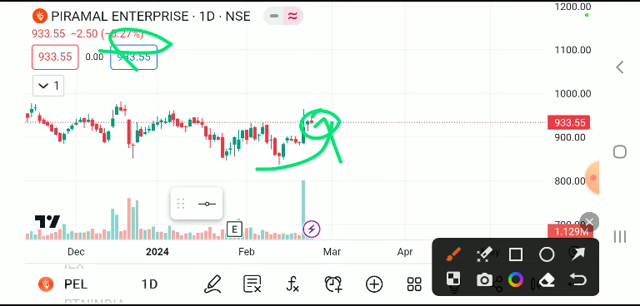 PIRAMAL ENTERPRISE · 1D · NSE
933.55 −2.50 (−0.27%)
933.55 0.00 933.55
1
1200.00
1100.00
1000.00
933.55
900.00
800.00
1.129M
E
Dec 2024 Feb Mar Apr
PEL 1D